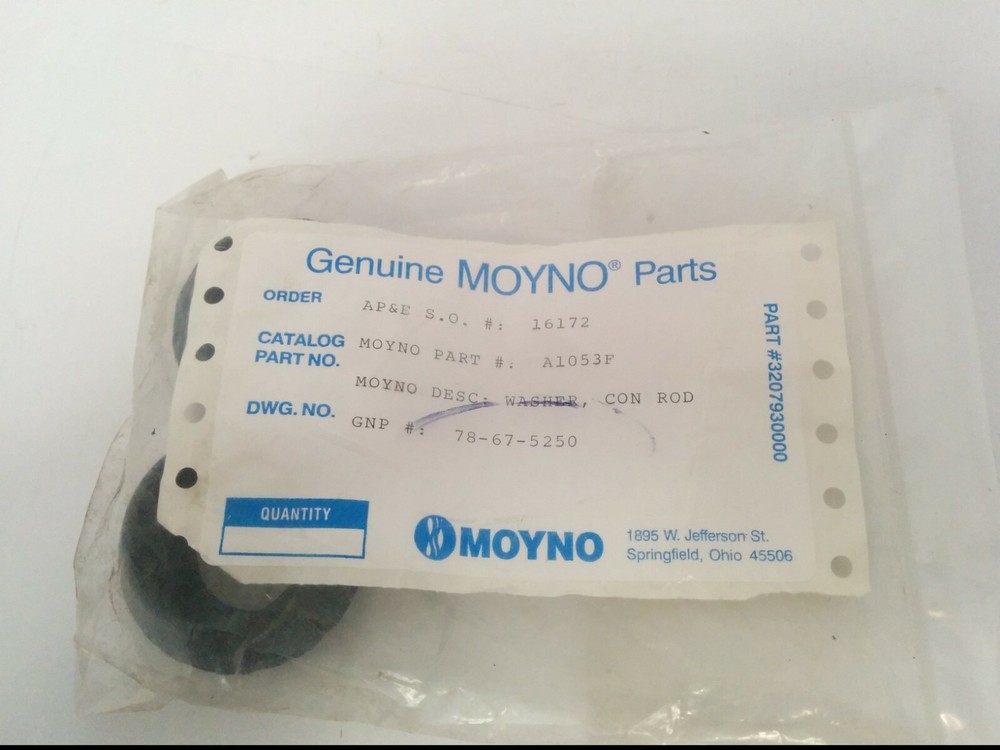 Genuine MOYNO® Parts
ORDER AP&E S.O. #: 16172
CATALOG PART NO. MOYNO PART #: A1053F
MOYNO DESC: WASHER, CON ROD
DWG. NO. GNP #: 78-67-5250
PART #3207930000
QUANTITY
MOYNO
1895 W. Jefferson St.
Springfield, Ohio 45506